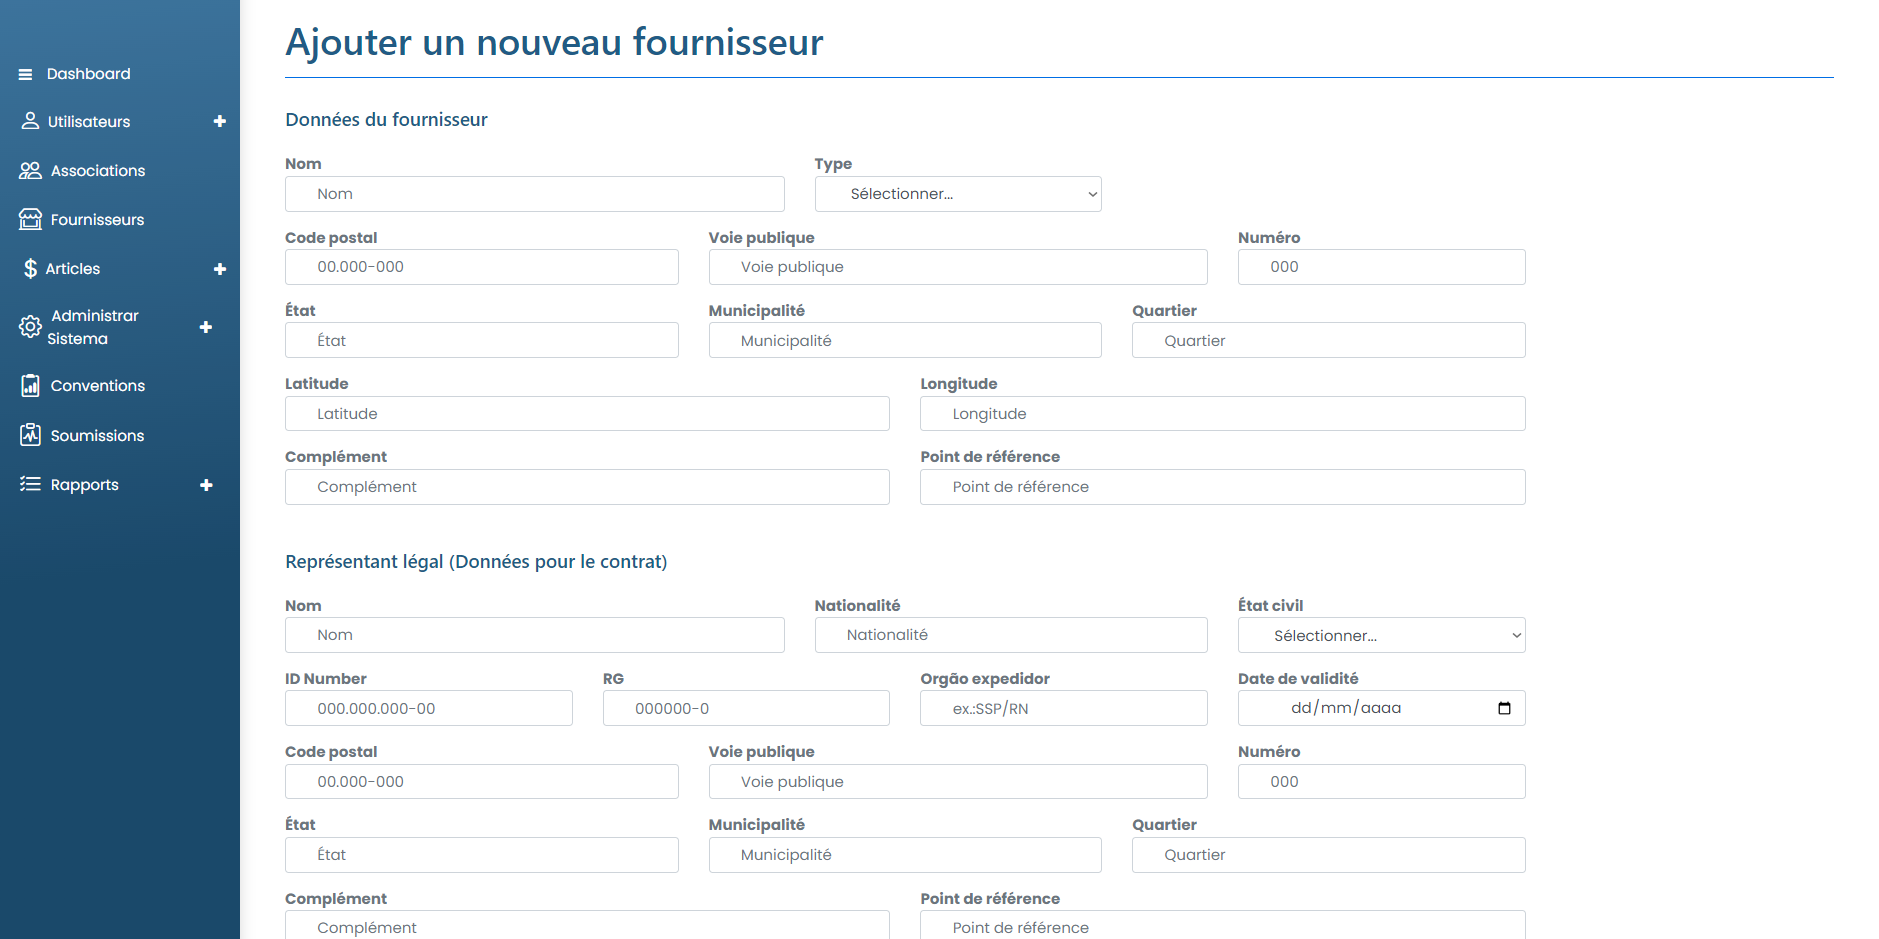 Dashboard
Utilisateurs
Associations
Fournisseurs
Articles
Administrar
Sistema
Conventions
Soumissions
Rapports
Ajouter un nouveau fournisseur
Données du fournisseur
Nom Type
Nom Sélectionner...
Code postal Voie publique Numéro
00.000-000 Voie publique 000
État Municipalité Quartier
État Municipalité Quartier
Latitude Longitude
Latitude Longitude
Complément Point de référence
Complément Point de référence
Représentant légal (Données pour le contrat)
Nom Nationalité État civil
Nom Nationalité Sélectionner...
ID Number RG Orgão expedidor Date de validité
000.000.000-00 000000-0 ex.:SSP/RN dd/mm/aaaa
Code postal Voie publique Numéro
00.000-000 Voie publique 000
État Municipalité Quartier
État Municipalité Quartier
Complément Point de référence
Complément Point de référence